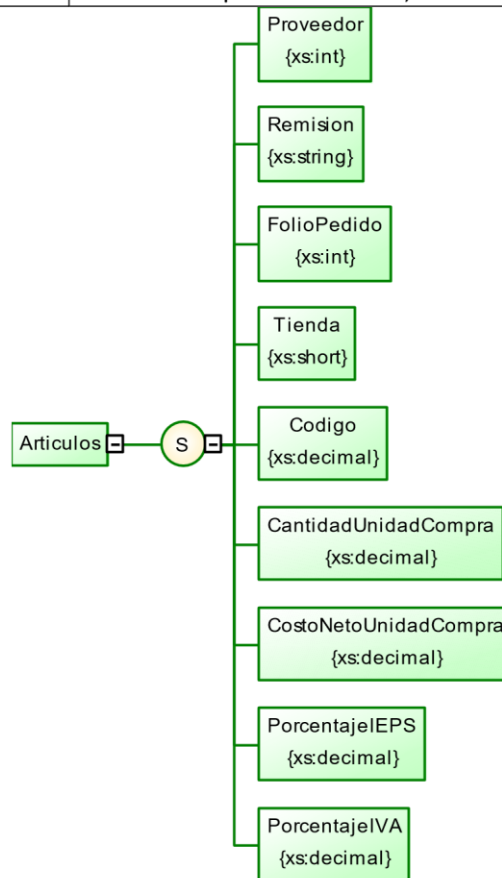 Proveedor
{xs:int}
Remision
{xs:string}
FolioPedido
{xs:int}
Tienda
{xs:short}
Articulos
S
Codigo
{xs:decimal}
CantidadUnidadCompra
{xs:decimal}
CostoNetoUnidadCompra
{xs:decimal}
PorcentajeIEPS
{xs:decimal}
PorcentajeIVA
{xs:decimal}